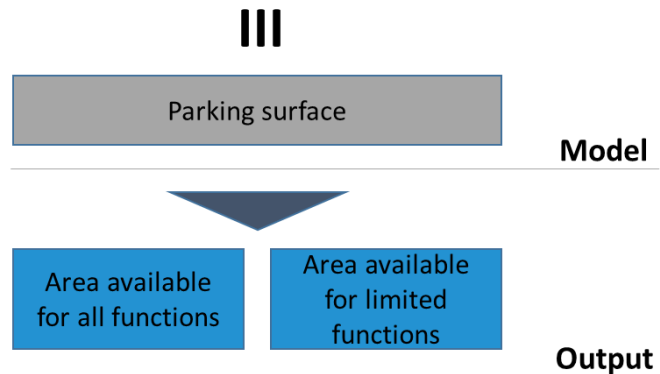 III
Parking surface
Model
Area available
for all functions
Area available
for limited
functions
Output